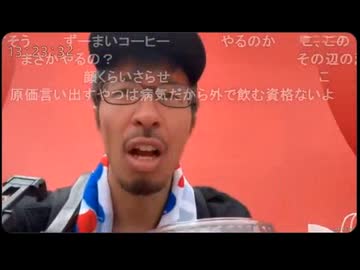 そう ずーまいコーヒー やるのか ここの
13:33:32
まさかやるの? その辺の
顔くらいさらせ こ
原価言い出すやつは病気だから外で飲む資格ないよ